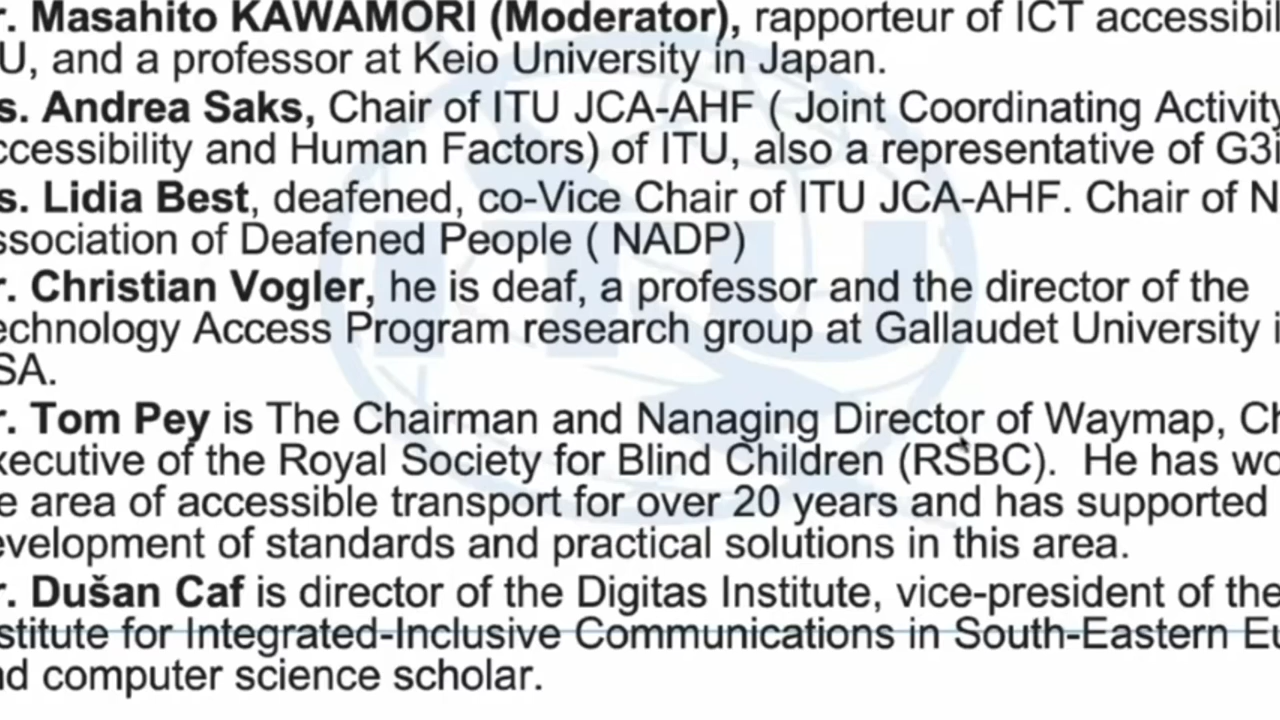 r. Masahito KAWAMORI (Moderator), rapporteur of ICT accessibil
U, and a professor at Keio University in Japan.
s. Andrea Saks, Chair of ITU JCA-AHF ( Joint Coordinating Activity
ccessibility and Human Factors) of ITU, also a representative of G3i
s. Lidia Best, deafened, co-Vice Chair of ITU JCA-AHF. Chair of N
ssociation of Deafened People ( NADP)
r. Christian Vogler, he is deaf, a professor and the director of the
echnology Access Program research group at Gallaudet University i
SA.
r. Tom Pey is The Chairman and Nanaging Director of Waymap, Ch
xecutive of the Royal Society for Blind Children (RSBC). He has wo
e area of accessible transport for over 20 years and has supported
evelopment of standards and practical solutions in this area.
r. Dušan Caf is director of the Digitas Institute, vice-president of the
stitute for Integrated-Inclusive Communications in South-Eastern Eu
nd computer science scholar.
ITU